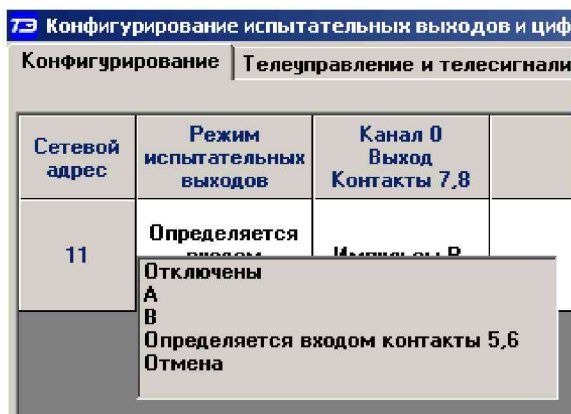 ТЭ Конфигурирование испытательных выходов и циф
Конфигурирование Телеуправление и телесигнали
Сетевой адрес
Режим испытательных выходов
Канал 0 Выход Контакты 7,8
11
Определяется
Отключены
A
B
Определяется входом контакты 5,6
Отмена